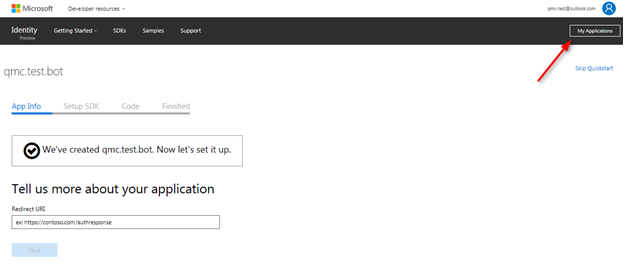 Microsoft Developer resources qmc-test@outlook.com
Identity Getting Started SDKs Samples Support My Applications
Preview
qmc.test.bot Skip Quickstart
App Info Setup SDK Code Finished
We've created qmc.test.bot. Now let's set it up.
Tell us more about your application
Redirect URI
ex: https://contoso.com/authresponse
Save